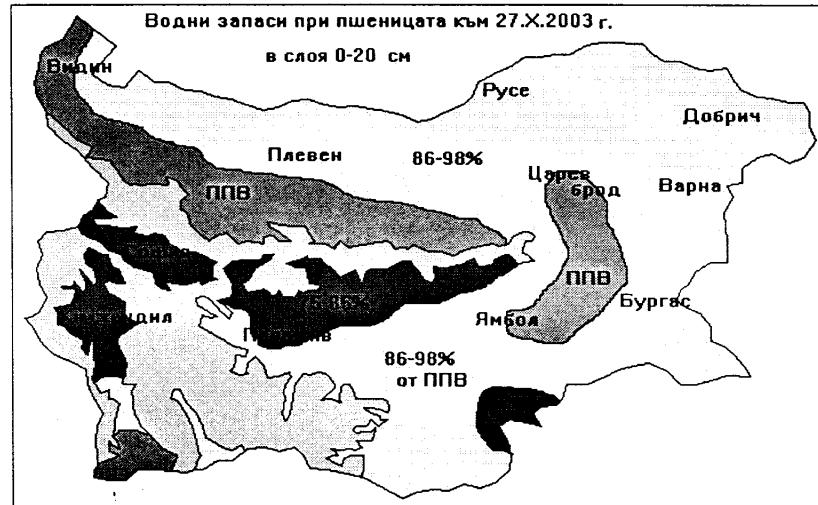 Водни запаси при пшеницата към 27.X.2003 г.
в слоя 0-20 см
Видин
Русе
Добрич
Плевен
86-98%
Царев
брод
Варна
ППВ
ППВ
Бургас
Ямбол
86-98%
от ППВ